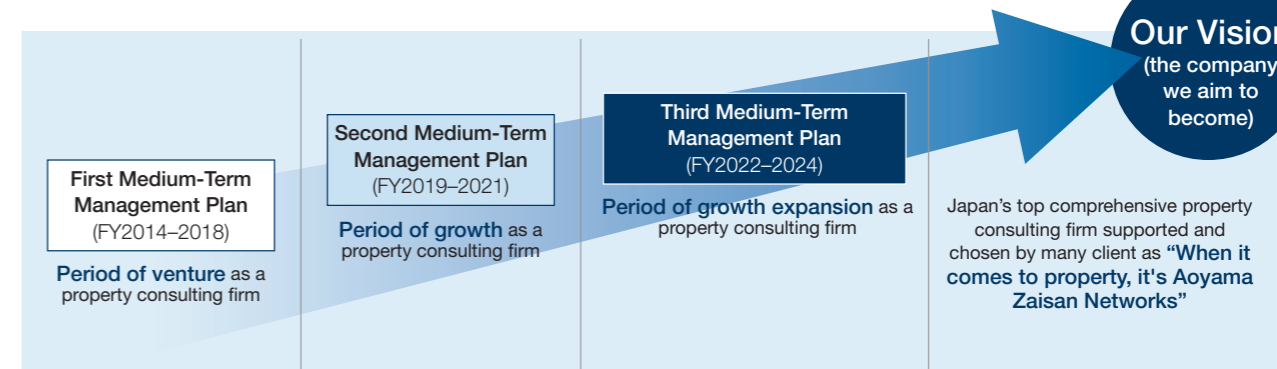 First Medium-Term
Management Plan
(FY2014–2018)
Period of venture as a
property consulting firm
Second Medium-Term
Management Plan
(FY2019–2021)
Period of growth as a
property consulting firm
Third Medium-Term
Management Plan
(FY2022–2024)
Period of growth expansion as a
property consulting firm
Our Vision
(the company
we aim to
become)
Japan’s top comprehensive property
consulting firm supported and
chosen by many client as “When it
comes to property, it's Aoyama
Zaisan Networks”